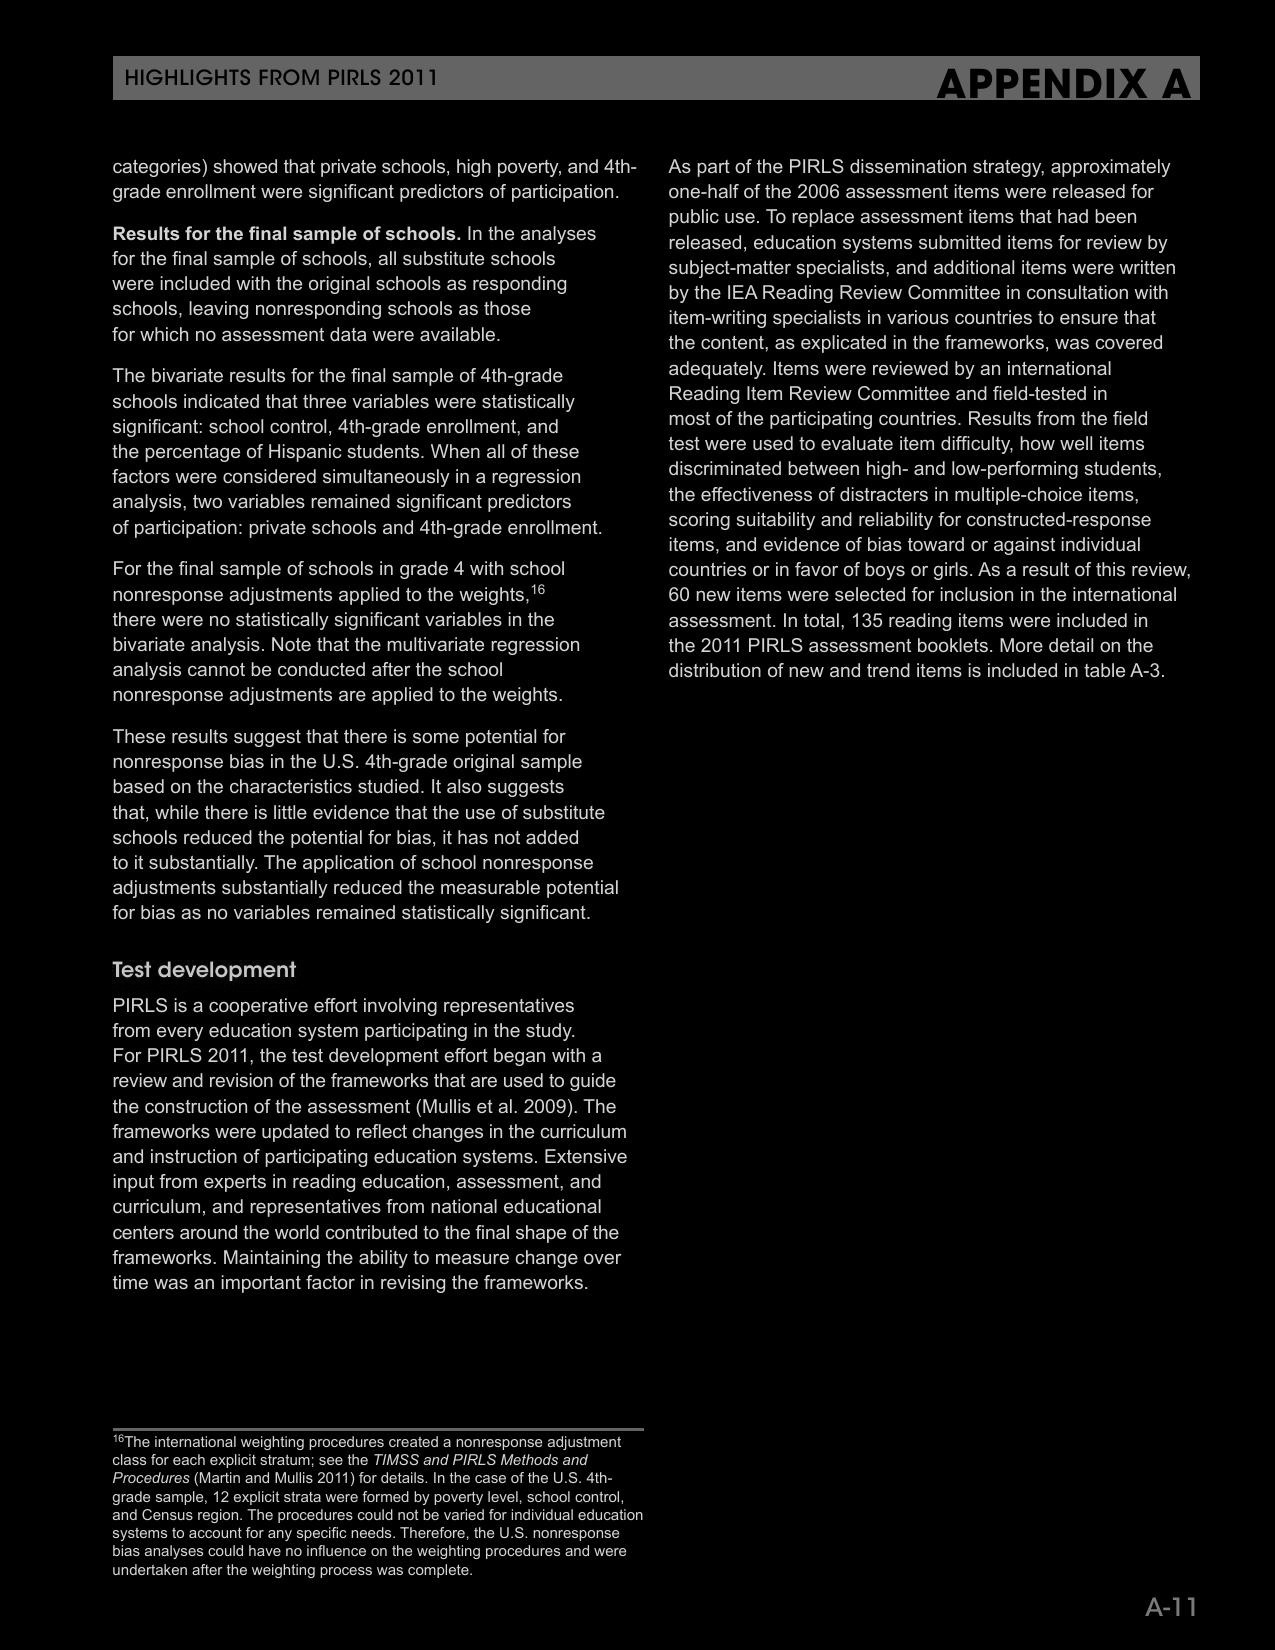 HIGHLIGHTS FROM PIRLS 2011
APPENDIX A
categories) showed that private schools, high poverty, and 4th-
grade enrollment were significant predictors of participation.
Results for the final sample of schools. In the analyses
for the final sample of schools, all substitute schools
were included with the original schools as responding
schools, leaving nonresponding schools as those
for which no assessment data were available.
The bivariate results for the final sample of 4th-grade
schools indicated that three variables were statistically
significant: school control, 4th-grade enrollment, and
the percentage of Hispanic students. When all of these
factors were considered simultaneously in a regression
analysis, two variables remained significant predictors
of participation: private schools and 4th-grade enrollment.
For the final sample of schools in grade 4 with school
nonresponse adjustments applied to the weights,16
there were no statistically significant variables in the
bivariate analysis. Note that the multivariate regression
analysis cannot be conducted after the school
nonresponse adjustments are applied to the weights.
These results suggest that there is some potential for
nonresponse bias in the U.S. 4th-grade original sample
based on the characteristics studied. It also suggests
that, while there is little evidence that the use of substitute
schools reduced the potential for bias, it has not added
to it substantially. The application of school nonresponse
adjustments substantially reduced the measurable potential
for bias as no variables remained statistically significant.
Test development
PIRLS is a cooperative effort involving representatives
from every education system participating in the study.
For PIRLS 2011, the test development effort began with a
review and revision of the frameworks that are used to guide
the construction of the assessment (Mullis et al. 2009). The
frameworks were updated to reflect changes in the curriculum
and instruction of participating education systems. Extensive
input from experts in reading education, assessment, and
curriculum, and representatives from national educational
centers around the world contributed to the final shape of the
frameworks. Maintaining the ability to measure change over
time was an important factor in revising the frameworks.
As part of the PIRLS dissemination strategy, approximately
one-half of the 2006 assessment items were released for
public use. To replace assessment items that had been
released, education systems submitted items for review by
subject-matter specialists, and additional items were written
by the IEA Reading Review Committee in consultation with
item-writing specialists in various countries to ensure that
the content, as explicated in the frameworks, was covered
adequately. Items were reviewed by an international
Reading Item Review Committee and field-tested in
most of the participating countries. Results from the field
test were used to evaluate item difficulty, how well items
discriminated between high- and low-performing students,
the effectiveness of distracters in multiple-choice items,
scoring suitability and reliability for constructed-response
items, and evidence of bias toward or against individual
countries or in favor of boys or girls. As a result of this review,
60 new items were selected for inclusion in the international
assessment. In total, 135 reading items were included in
the 2011 PIRLS assessment booklets. More detail on the
distribution of new and trend items is included in table A-3.
16The international weighting procedures created a nonresponse adjustment
class for each explicit stratum; see the TIMSS and PIRLS Methods and
Procedures (Martin and Mullis 2011) for details. In the case of the U.S. 4th-
grade sample, 12 explicit strata were formed by poverty level, school control,
and Census region. The procedures could not be varied for individual education
systems to account for any specific needs. Therefore, the U.S. nonresponse
bias analyses could have no influence on the weighting procedures and were
undertaken after the weighting process was complete.
A-11